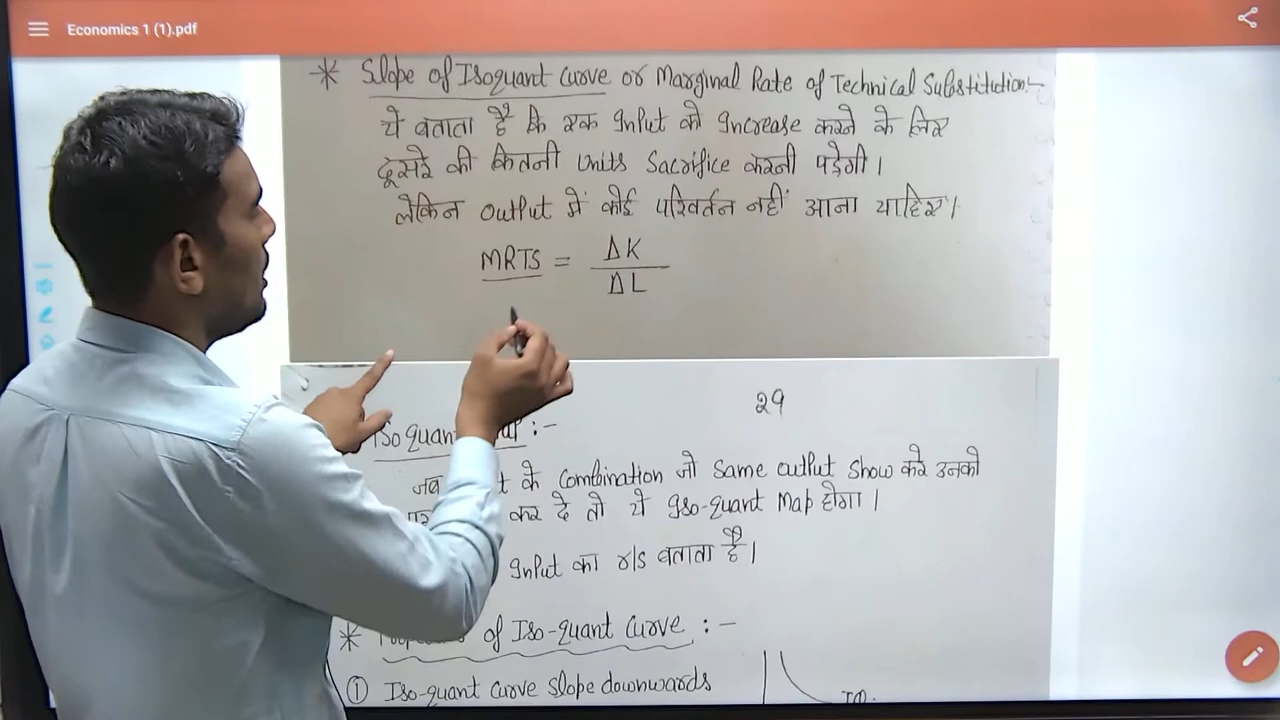 Economics 1 (1).pdf
* Slope of Isoquant Curve or Marginal Rate of Technical Substitution:-
ये बताता है कि एक Input को Increase करने के लिए
दूसरे की कितनी Units Sacrifice करनी पड़ेगी।
लेकिन output में कोई परिवर्तन नहीं आना चाहिए।
MRTS = ΔK
ΔL
29
Iso quant :-
जब के Combination जो Same output Show करे उनको
कर दे तो ये Iso-quant Map होगा।
Input का r/s बताता है।
* of Iso-quant Curve :-
① Iso-quant curve slope downwards
IQ.